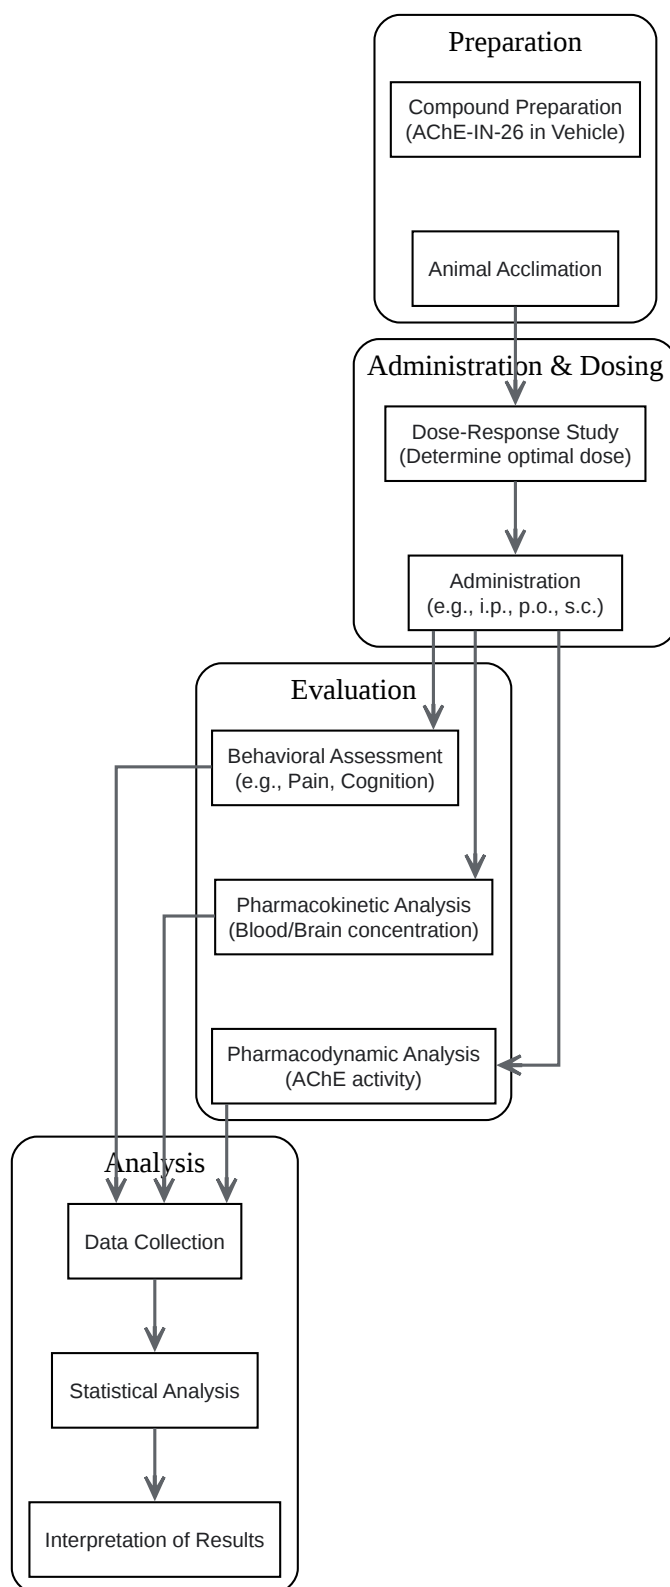 Preparation
Compound Preparation
(AChE-IN-26 in Vehicle)
Animal Acclimation
Administration & Dosing
Dose-Response Study
(Determine optimal dose)
Administration
(e.g., i.p., p.o., s.c.)
Evaluation
Behavioral Assessment
(e.g., Pain, Cognition)
Pharmacokinetic Analysis
(Blood/Brain concentration)
Pharmacodynamic Analysis
(AChE activity)
Analysis
Data Collection
Statistical Analysis
Interpretation of Results